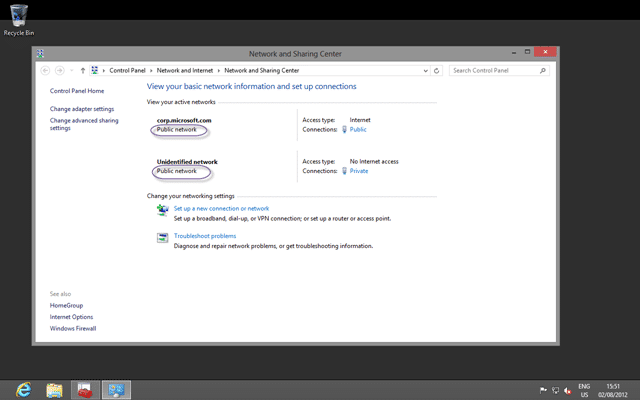 Recycle Bin
Network and Sharing Center
Control Panel
Network and Internet
Network and Sharing Center
Search Control Panel
Control Panel Home
Change adapter settings
Change advanced sharing
settings
View your basic network information and set up connections
View your active networks
corp.microsoft.com
Public network
Access type: Internet
Connections: Public
Unidentified network
Public network
Access type: No Internet access
Connections: Private
Change your networking settings
Set up a new connection or network
Set up a broadband, dial-up, or VPN connection; or set up a router or access point.
Troubleshoot problems
Diagnose and repair network problems, or get troubleshooting information.
See also
HomeGroup
Internet Options
Windows Firewall
ENG
US
15:51
02/08/2012